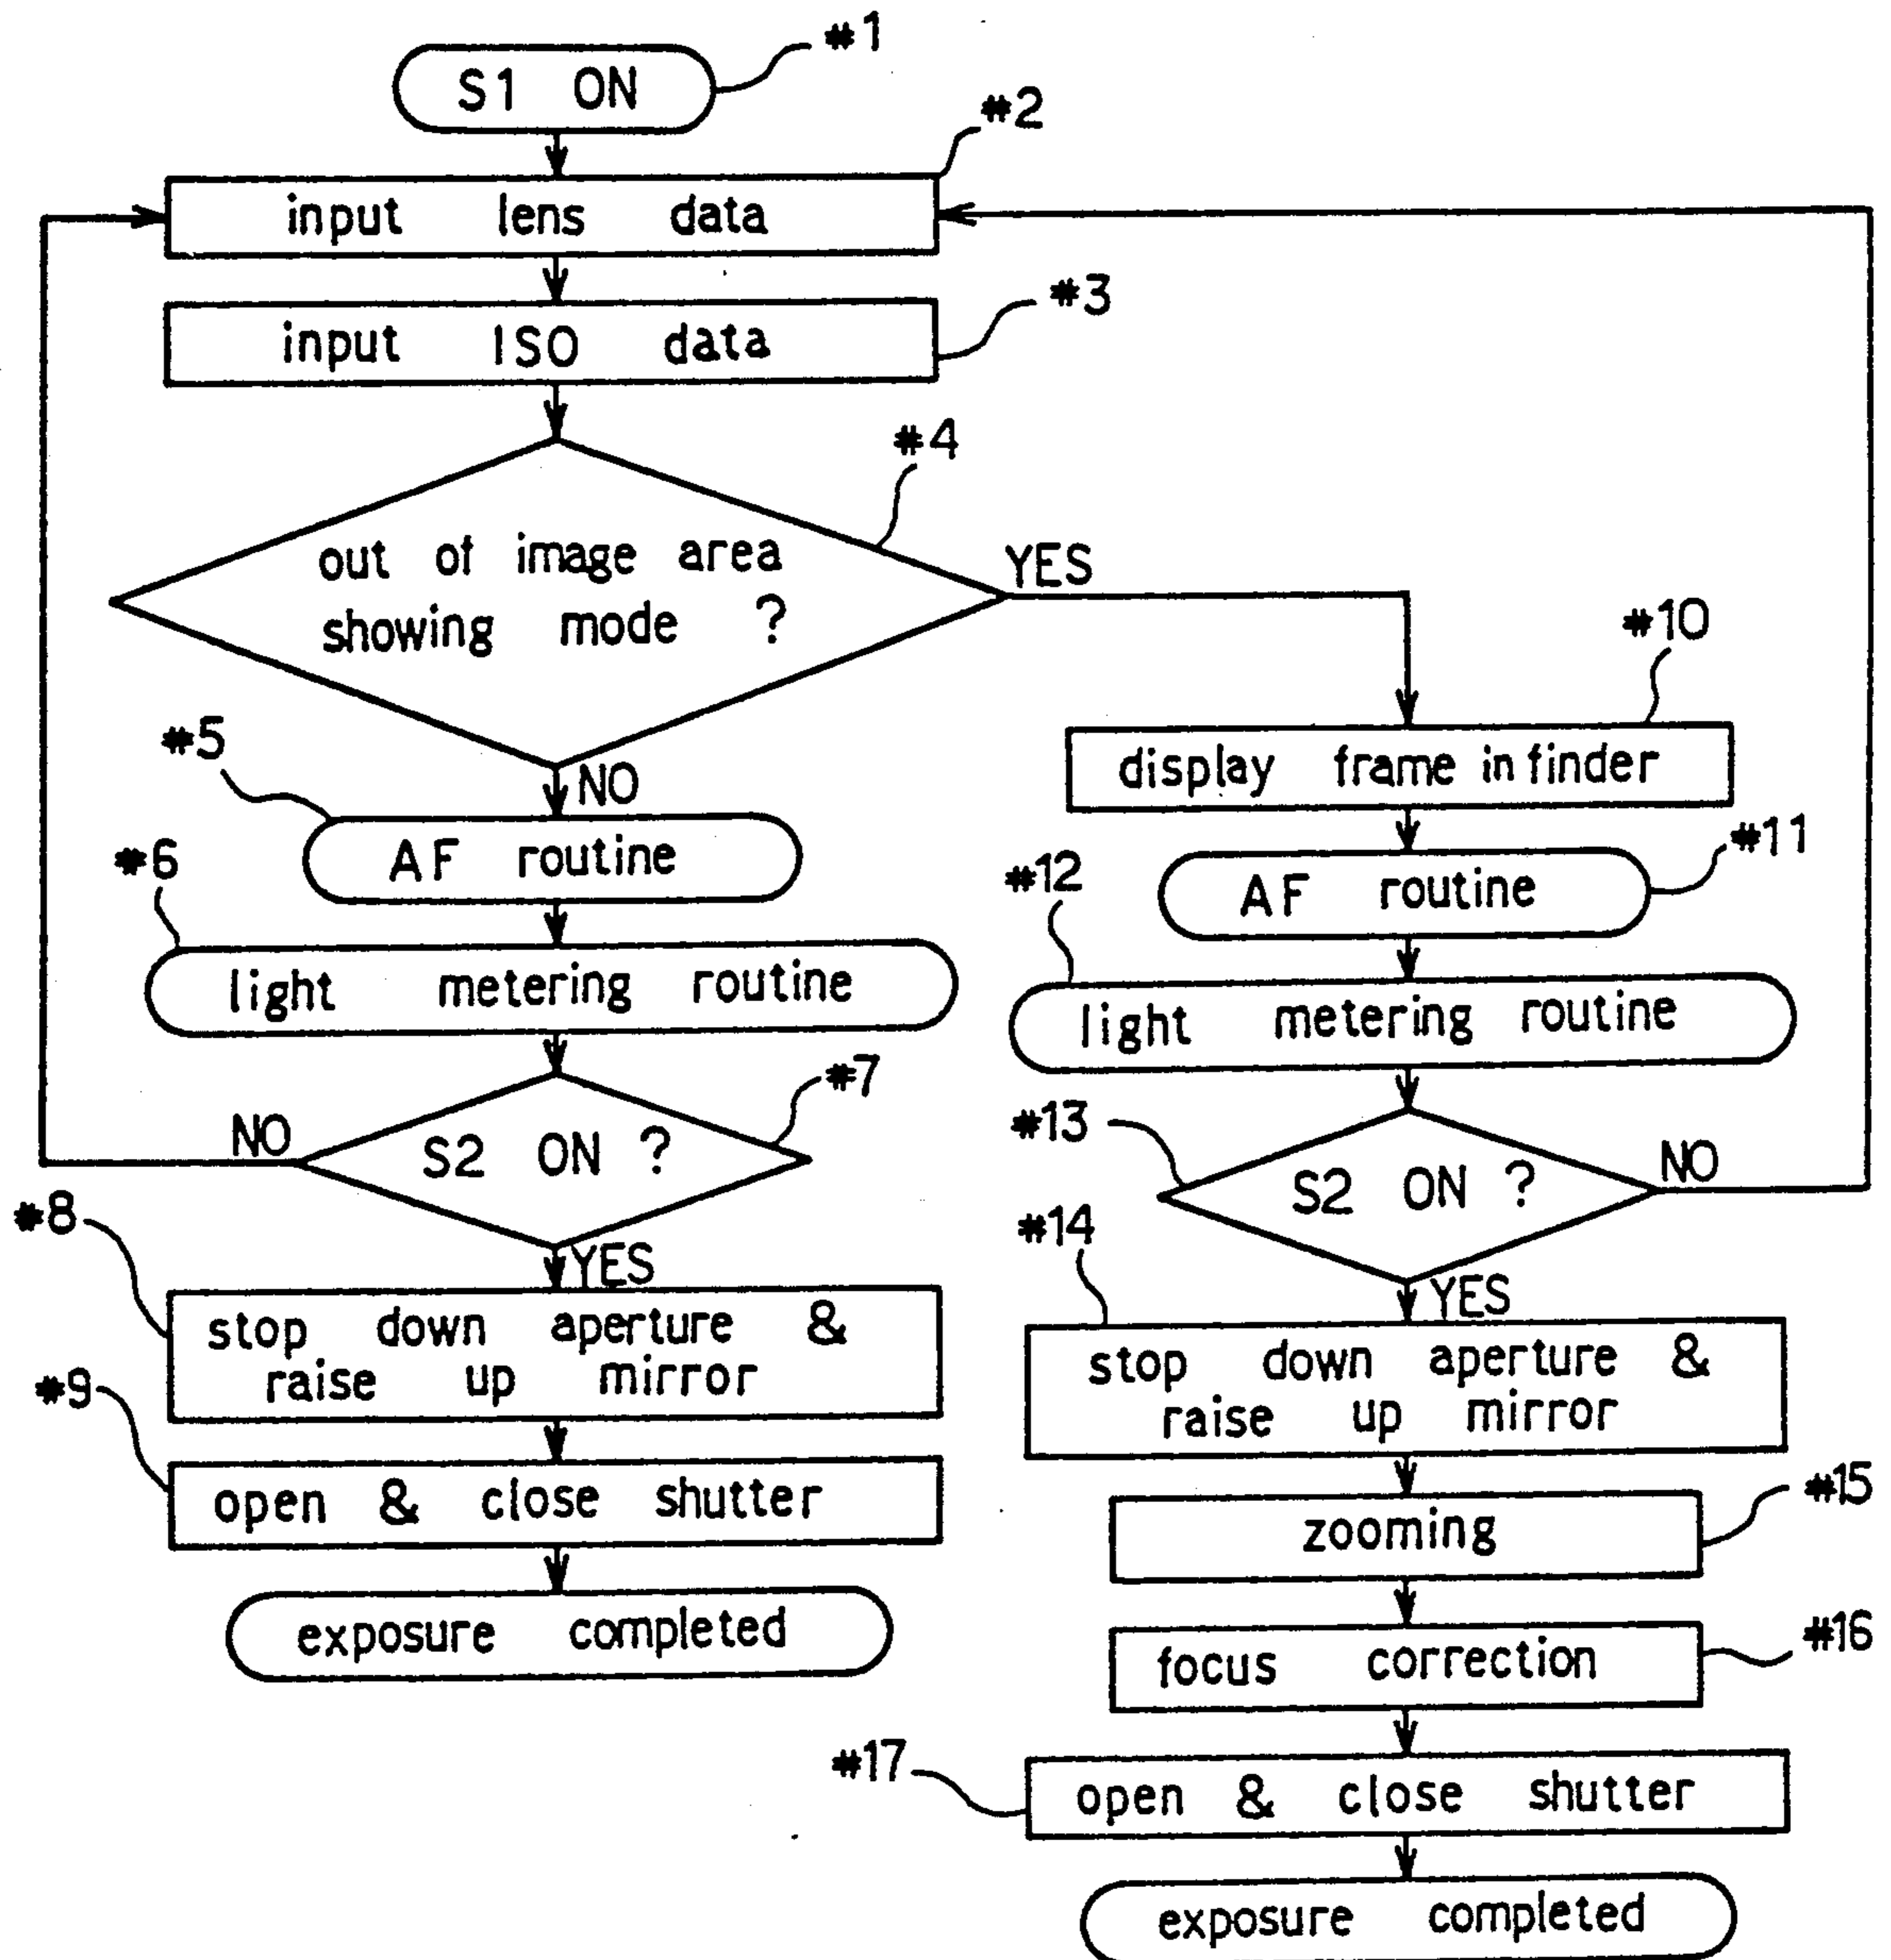 #1
S1 ON
#2
input lens data
#3
input ISO data
#4
out of image area
showing mode ?
YES
NO
#5
AF routine
#6
light metering routine
#7
S2 ON ?
NO
YES
#8
stop down aperture &
raise up mirror
#9
open & close shutter
exposure completed
#10
display frame in finder
#11
AF routine
#12
light metering routine
#13
S2 ON ?
NO
YES
#14
stop down aperture &
raise up mirror
#15
zooming
#16
focus correction
#17
open & close shutter
exposure completed